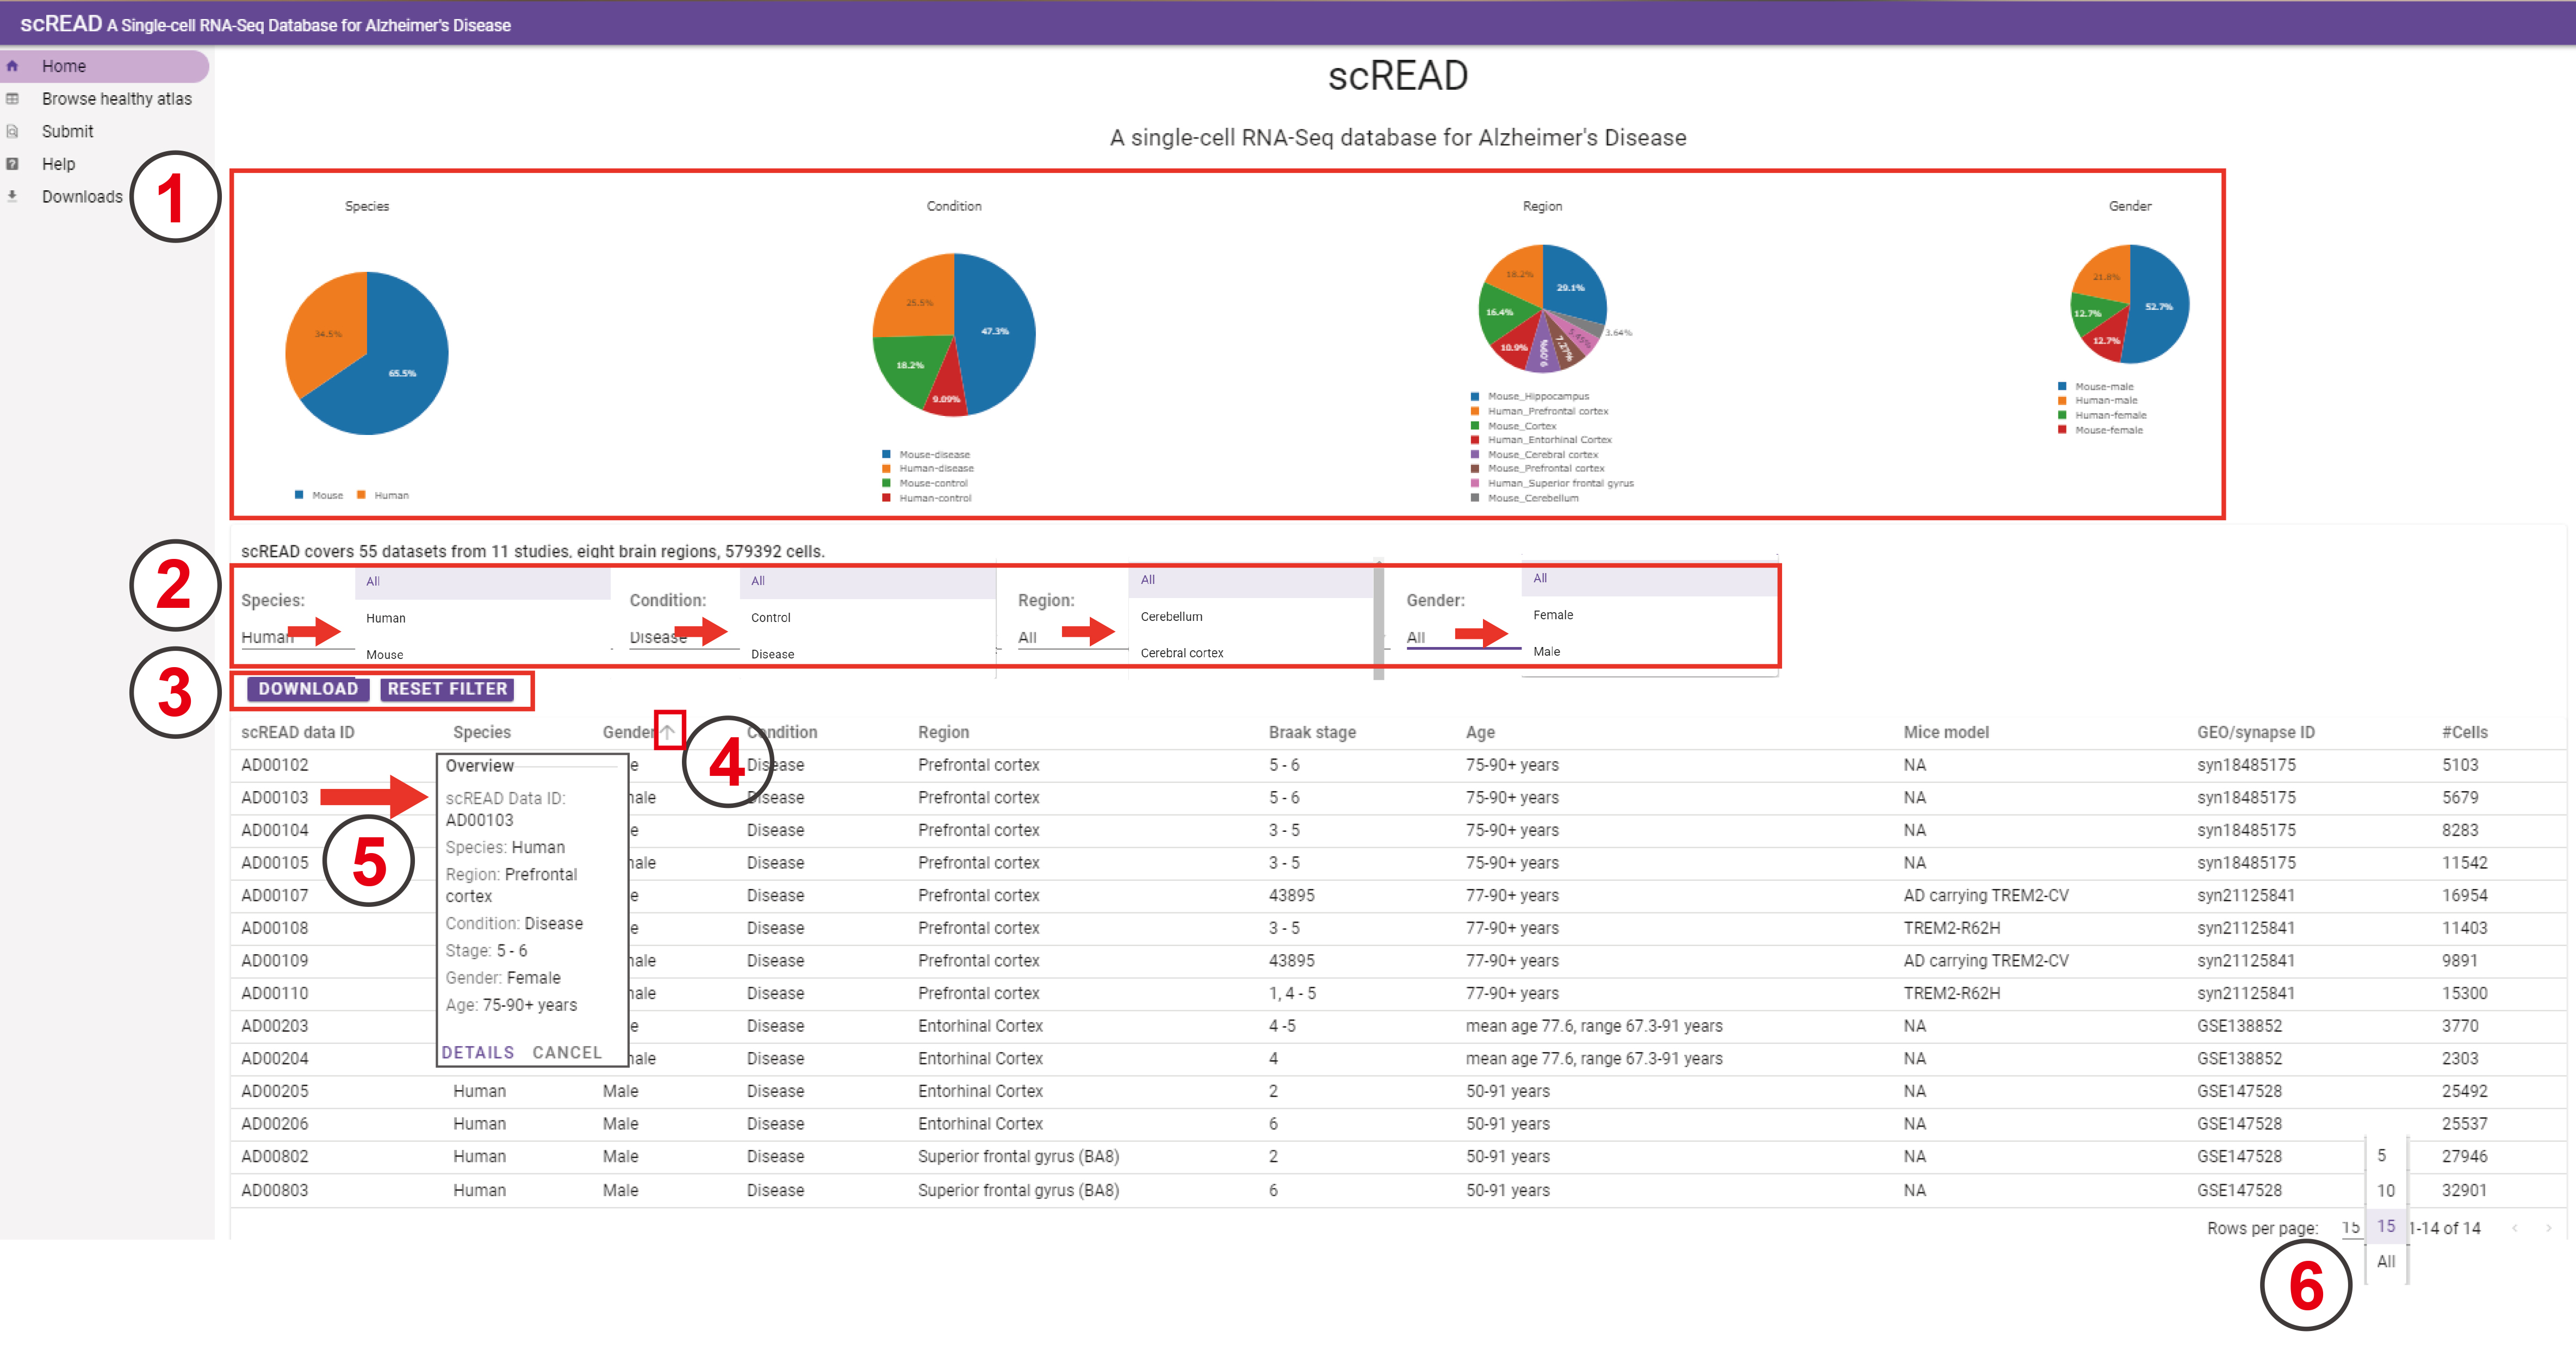 scREAD A Single-cell RNA-Seq Database for Alzheimer's Disease
Home
Browse healthy atlas
Submit
Help
Downloads
scREAD
A single-cell RNA-Seq database for Alzheimer's Disease
1
Species
34.5%
65.5%
Mouse Human
Condition
25.5%
47.3%
18.2%
9.09%
Mouse-disease
Human-disease
Mouse-control
Human-control
Region
18.2%
29.1%
16.4%
3.64%
5.45%
10.9%
9.09%
7.27%
Mouse_Hippocampus
Human_Prefrontal cortex
Mouse_Cortex
Human_Entorhinal Cortex
Mouse_Cerebral cortex
Mouse_Prefrontal cortex
Human_Superior frontal gyrus
Mouse_Cerebellum
Gender
21.8%
52.7%
12.7%
12.7%
Mouse-male
Human-male
Human-female
Mouse-female
scREAD covers 55 datasets from 11 studies, eight brain regions, 579392 cells.
2
Species:
Human
All
Human
Mouse
Condition:
Disease
All
Control
Disease
Region:
All
All
Cerebellum
Cerebral cortex
Gender:
All
All
Female
Male
3
DOWNLOAD RESET FILTER
4
scREAD data ID Species Gender Condition Region Braak stage Age Mice model GEO/synapse ID #Cells
AD00102 e Disease Prefrontal cortex 5 - 6 75-90+ years NA syn18485175 5103
AD00103 nale Disease Prefrontal cortex 5 - 6 75-90+ years NA syn18485175 5679
AD00104 e Disease Prefrontal cortex 3 - 5 75-90+ years NA syn18485175 8283
AD00105 nale Disease Prefrontal cortex 3 - 5 75-90+ years NA syn18485175 11542
AD00107 e Disease Prefrontal cortex 43895 77-90+ years AD carrying TREM2-CV syn21125841 16954
AD00108 e Disease Prefrontal cortex 3 - 5 77-90+ years TREM2-R62H syn21125841 11403
AD00109 nale Disease Prefrontal cortex 43895 77-90+ years AD carrying TREM2-CV syn21125841 9891
AD00110 nale Disease Prefrontal cortex 1, 4 - 5 77-90+ years TREM2-R62H syn21125841 15300
AD00203 e Disease Entorhinal Cortex 4 -5 mean age 77.6, range 67.3-91 years NA GSE138852 3770
AD00204 nale Disease Entorhinal Cortex 4 mean age 77.6, range 67.3-91 years NA GSE138852 2303
AD00205 Human Male Disease Entorhinal Cortex 2 50-91 years NA GSE147528 25492
AD00206 Human Male Disease Entorhinal Cortex 6 50-91 years NA GSE147528 25537
AD00802 Human Male Disease Superior frontal gyrus (BA8) 2 50-91 years NA GSE147528 27946
AD00803 Human Male Disease Superior frontal gyrus (BA8) 6 50-91 years NA GSE147528 32901
5
Overview
scREAD Data ID:
AD00103
Species: Human
Region: Prefrontal
cortex
Condition: Disease
Stage: 5 - 6
Gender: Female
Age: 75-90+ years
DETAILS CANCEL
Rows per page: 15 1-14 of 14
5
10
15
All
6